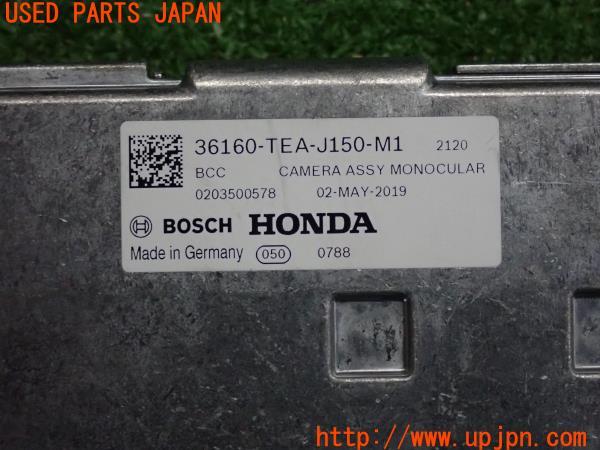 USED PARTS JAPAN
36160-TEA-J150-M1 2120
BCC CAMERA ASSY MONOCULAR
0203500578 02-MAY-2019
BOSCH HONDA
Made in Germany 050 0788
UPJ
http://www.upjpn.com/